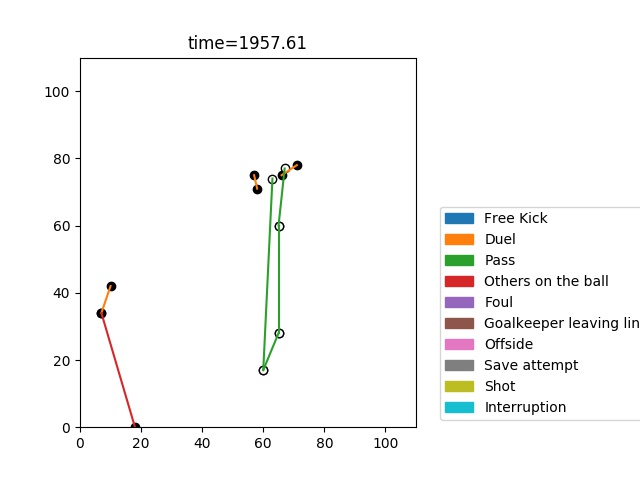 time=1957.61
100
80
60
40
20
0
0 20 40 60 80 100
Free Kick
Duel
Pass
Others on the ball
Foul
Goalkeeper leaving lin
Offside
Save attempt
Shot
Interruption